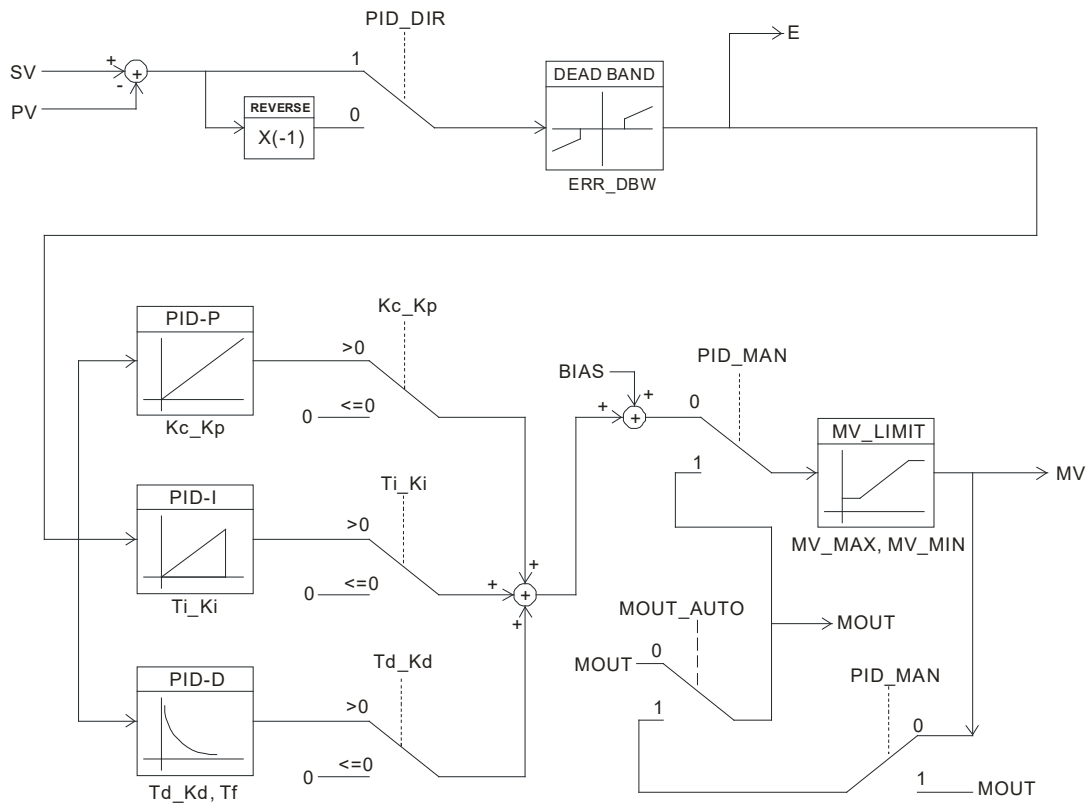 PID_DIR
E
SV
+
+
-
PV
1
0
REVERSE
X(-1)
DEAD BAND
ERR_DBW
PID-P
Kc_Kp
Kc_Kp
>0
0
<=0
PID-I
Ti_Ki
Ti_Ki
>0
0
<=0
PID-D
Td_Kd, Tf
Td_Kd
>0
0
<=0
+
+
+
+
BIAS
+
+
+
PID_MAN
0
1
MV_LIMIT
MV_MAX, MV_MIN
MV
MOUT_AUTO
MOUT
MOUT
0
1
PID_MAN
0
1
MOUT